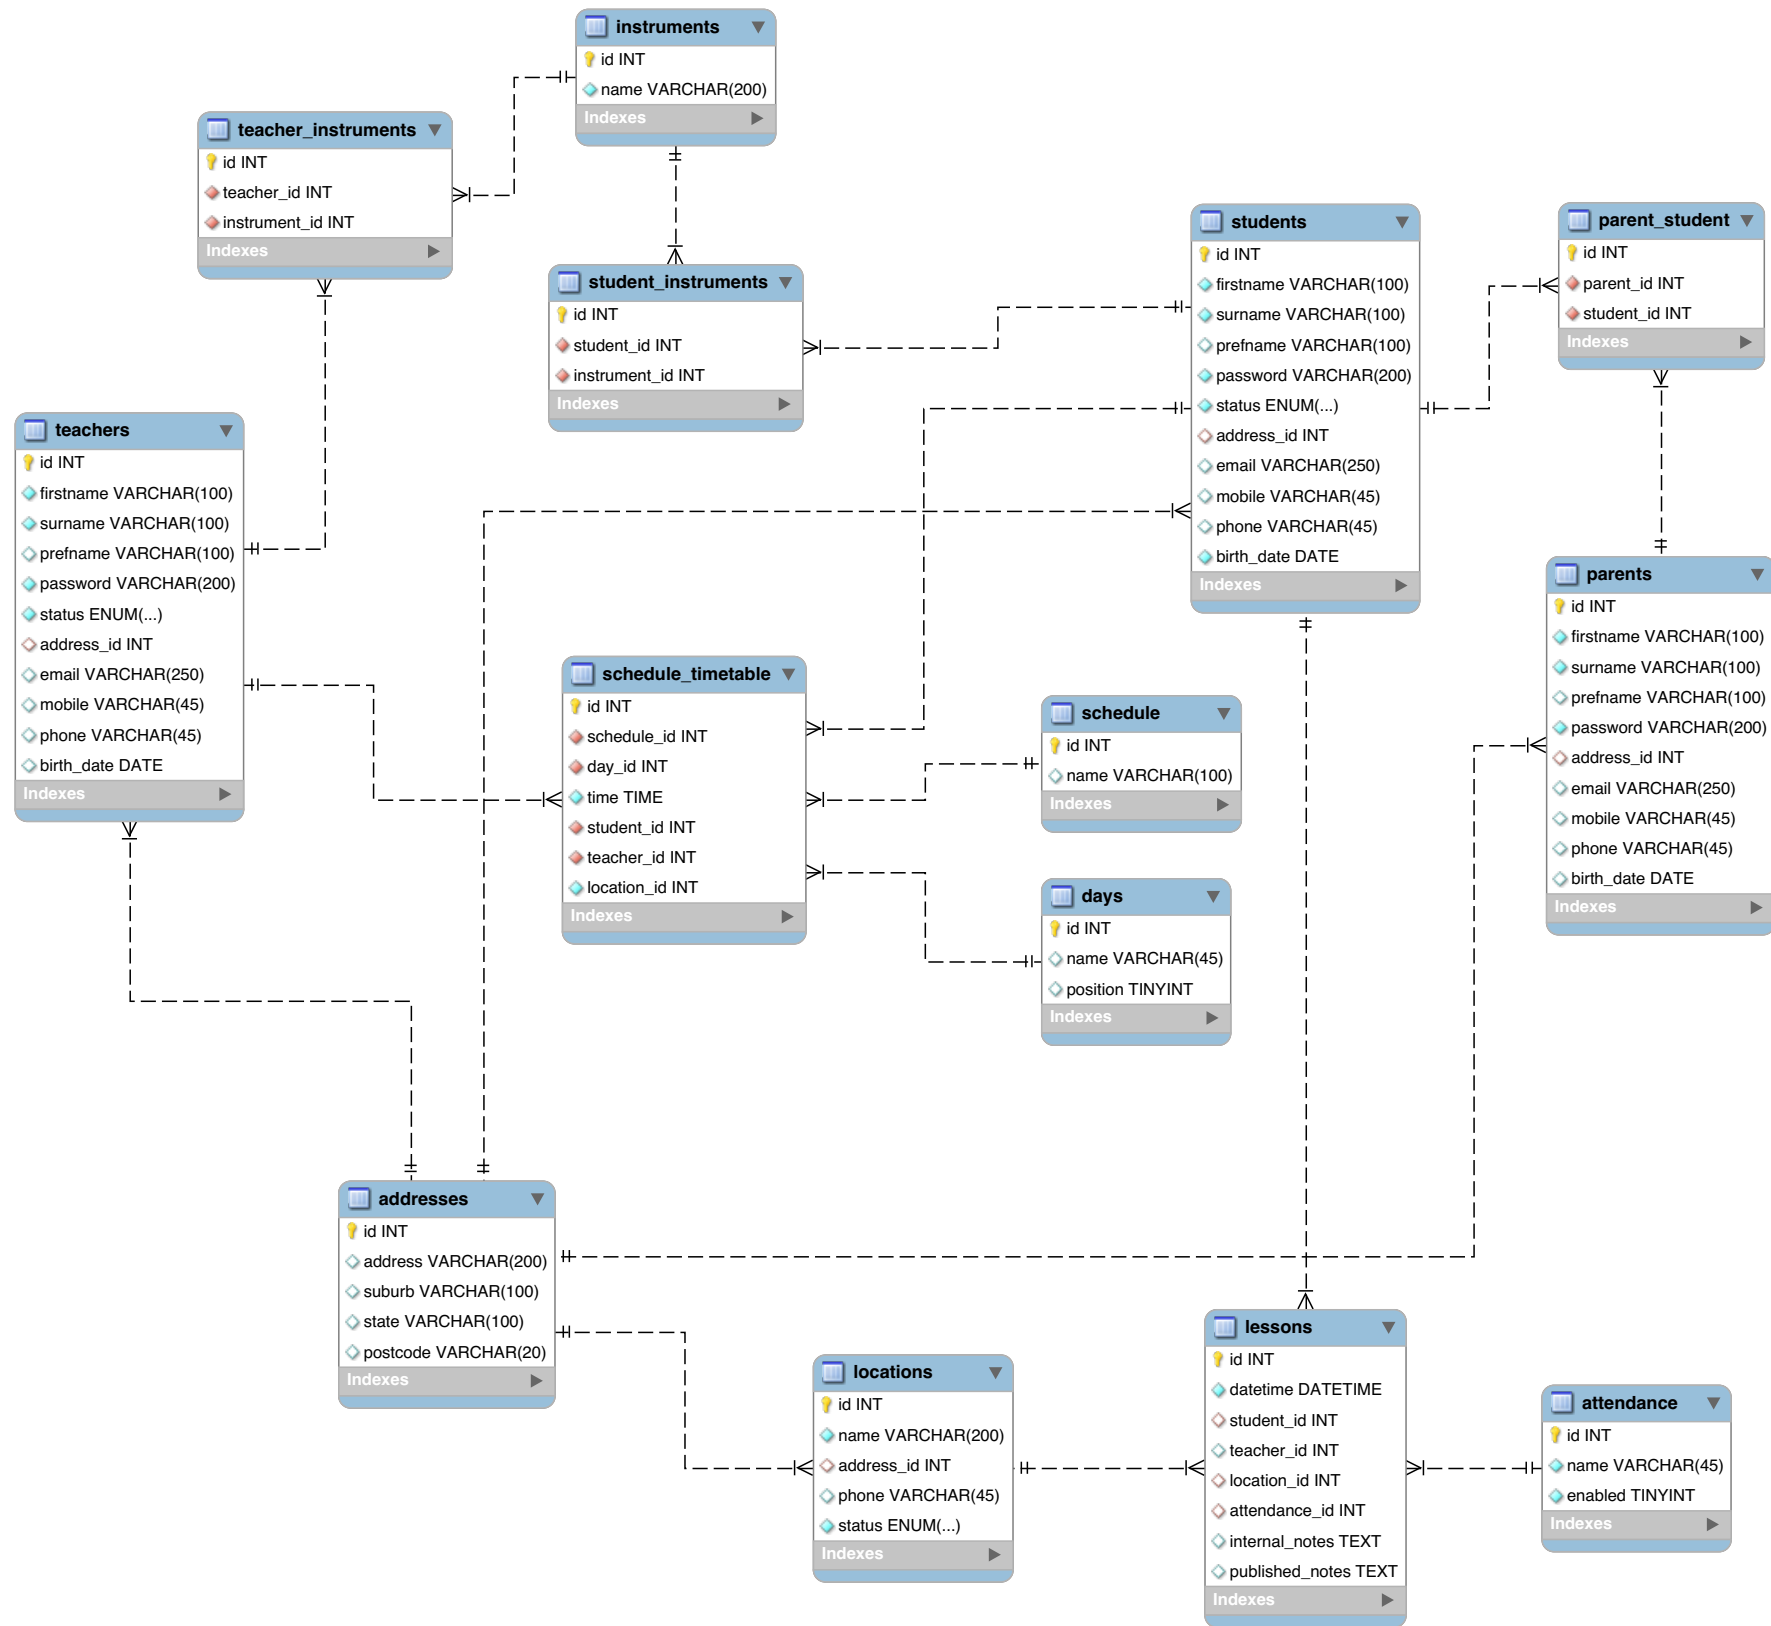 instruments
id INT
name VARCHAR(200)
Indexes
teacher_instruments
id INT
teacher_id INT
instrument_id INT
Indexes
student_instruments
id INT
student_id INT
instrument_id INT
Indexes
students
id INT
firstname VARCHAR(100)
surname VARCHAR(100)
prefname VARCHAR(100)
password VARCHAR(200)
status ENUM(...)
address_id INT
email VARCHAR(250)
mobile VARCHAR(45)
phone VARCHAR(45)
birth_date DATE
Indexes
parent_student
id INT
parent_id INT
student_id INT
Indexes
teachers
id INT
firstname VARCHAR(100)
surname VARCHAR(100)
prefname VARCHAR(100)
password VARCHAR(200)
status ENUM(...)
address_id INT
email VARCHAR(250)
mobile VARCHAR(45)
phone VARCHAR(45)
birth_date DATE
Indexes
schedule_timetable
id INT
schedule_id INT
day_id INT
time TIME
student_id INT
teacher_id INT
location_id INT
Indexes
schedule
id INT
name VARCHAR(100)
Indexes
days
id INT
name VARCHAR(45)
position TINYINT
Indexes
parents
id INT
firstname VARCHAR(100)
surname VARCHAR(100)
prefname VARCHAR(100)
password VARCHAR(200)
address_id INT
email VARCHAR(250)
mobile VARCHAR(45)
phone VARCHAR(45)
birth_date DATE
Indexes
addresses
id INT
address VARCHAR(200)
suburb VARCHAR(100)
state VARCHAR(100)
postcode VARCHAR(20)
Indexes
locations
id INT
name VARCHAR(200)
address_id INT
phone VARCHAR(45)
status ENUM(...)
Indexes
lessons
id INT
datetime DATETIME
student_id INT
teacher_id INT
location_id INT
attendance_id INT
internal_notes TEXT
published_notes TEXT
Indexes
attendance
id INT
name VARCHAR(45)
enabled TINYINT
Indexes